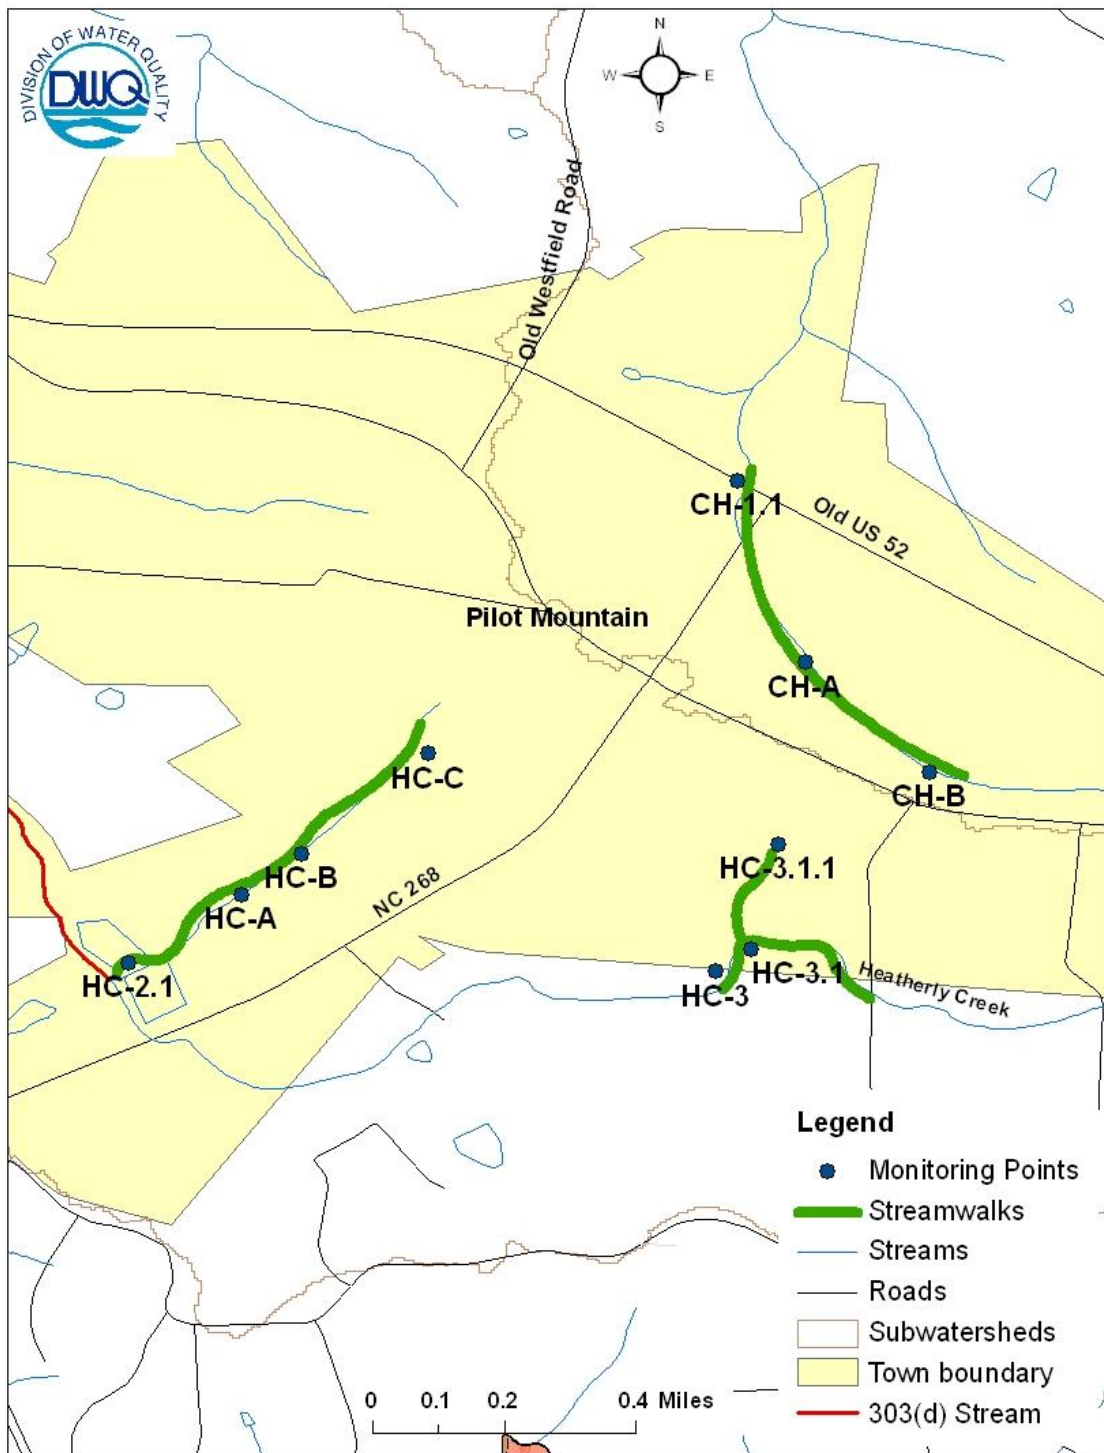 DIVISION OF WATER QUALITY
DWQ
N
W E
S
Old Westfield Road
CH-1.1
Old US 52
Pilot Mountain
CH-A
HC-C
CH-B
HC-B
HC-3.1.1
NC 268
HC-A
HC-2.1
HC-3.1
HC-3
Heatherly Creek
Legend
Monitoring Points
Streamwalks
Streams
Roads
Subwatersheds
Town boundary
303(d) Stream
0 0.1 0.2 0.4 Miles